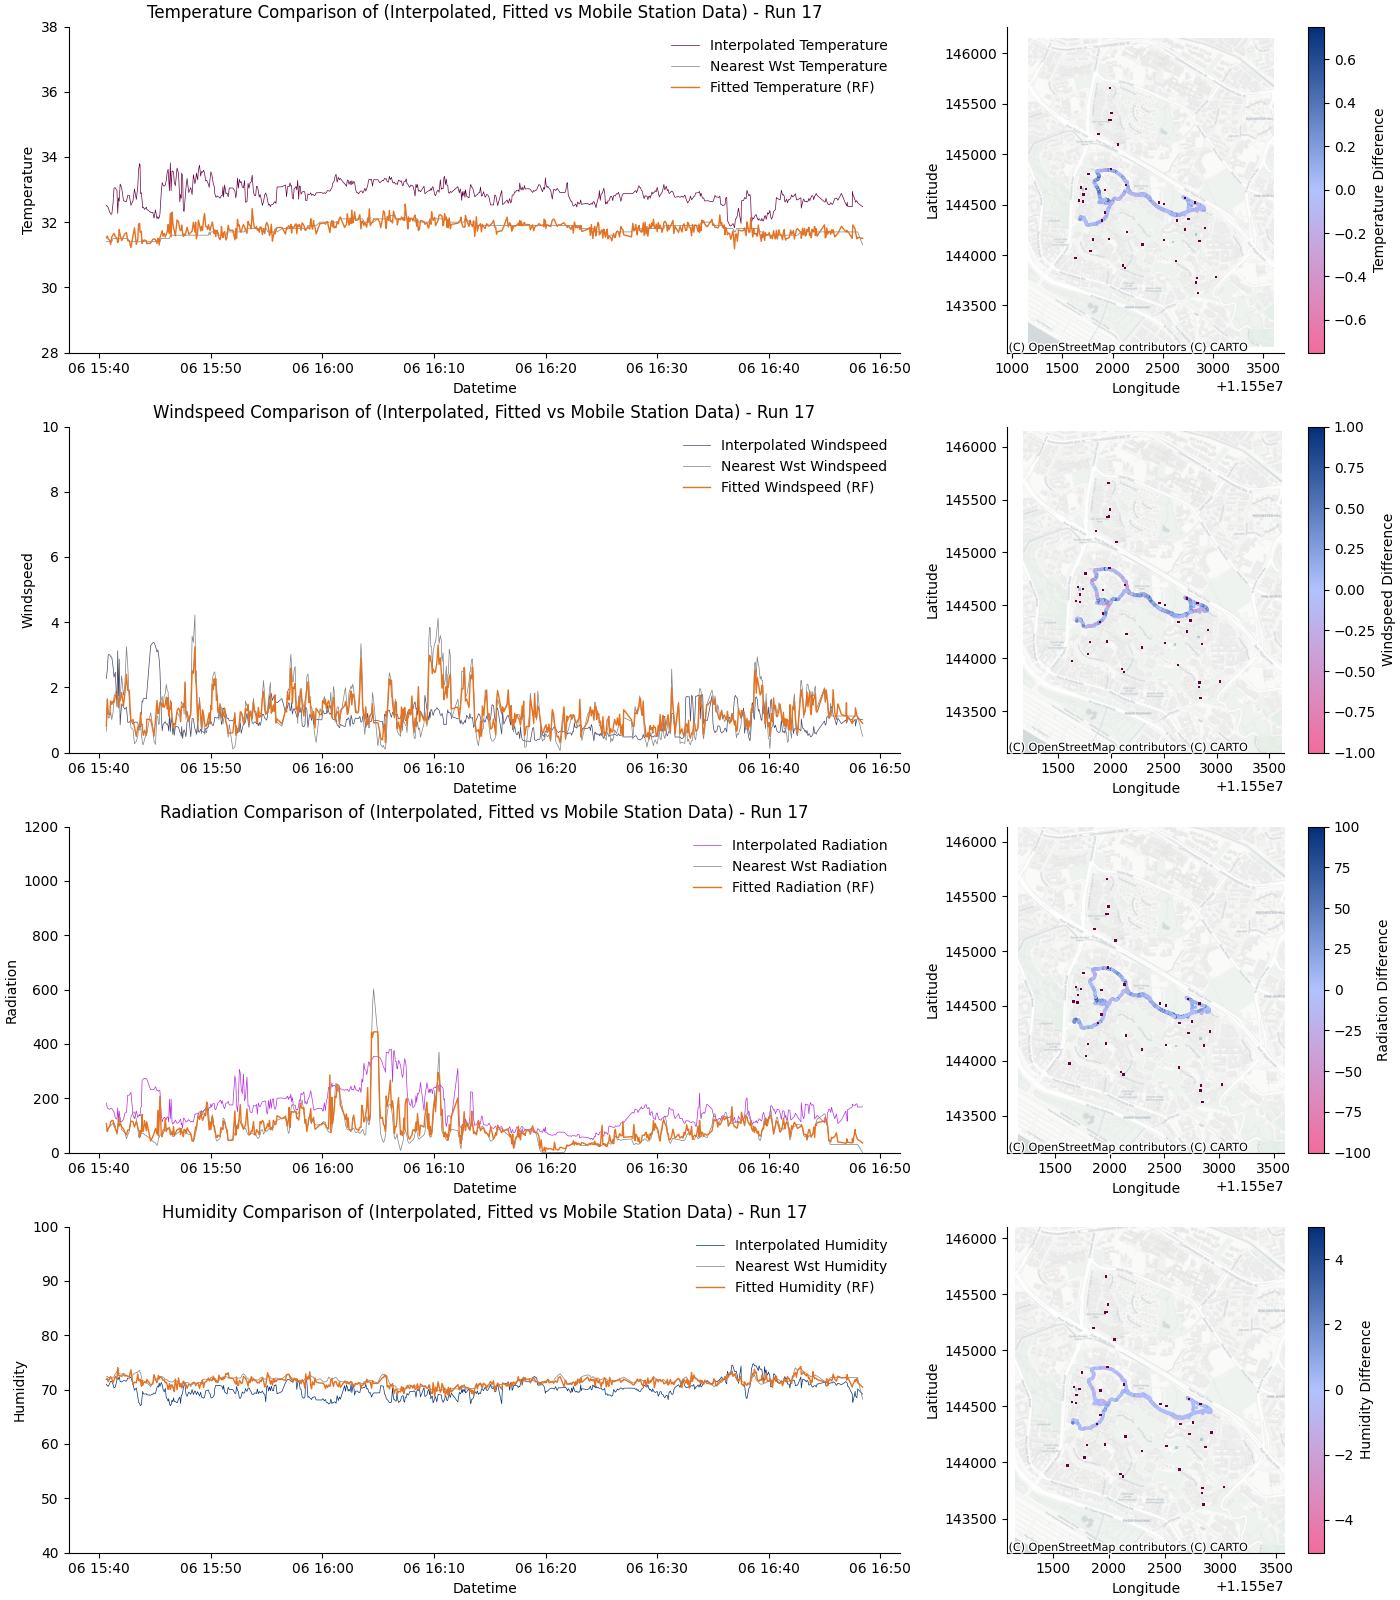 Temperature Comparison of (Interpolated, Fitted vs Mobile Station Data) - Run 17
38
36
34
32
30
28
Temperature
Interpolated Temperature
Nearest Wst Temperature
Fitted Temperature (RF)
06 15:40 06 15:50 06 16:00 06 16:10 06 16:20 06 16:30 06 16:40 06 16:50
Datetime
146000
145500
145000
144500
144000
143500
Latitude
(C) OpenStreetMap contributors (C) CARTO
1000 1500 2000 2500 3000 3500
Longitude
+1.155e7
0.6
0.4
0.2
0.0
−0.2
−0.4
−0.6
Temperature Difference
Windspeed Comparison of (Interpolated, Fitted vs Mobile Station Data) - Run 17
10
8
6
4
2
0
Windspeed
Interpolated Windspeed
Nearest Wst Windspeed
Fitted Windspeed (RF)
06 15:40 06 15:50 06 16:00 06 16:10 06 16:20 06 16:30 06 16:40 06 16:50
Datetime
146000
145500
145000
144500
144000
143500
Latitude
(C) OpenStreetMap contributors (C) CARTO
1500 2000 2500 3000 3500
Longitude
+1.155e7
1.00
0.75
0.50
0.25
0.00
−0.25
−0.50
−0.75
−1.00
Windspeed Difference
Radiation Comparison of (Interpolated, Fitted vs Mobile Station Data) - Run 17
1200
1000
800
600
400
200
0
Radiation
Interpolated Radiation
Nearest Wst Radiation
Fitted Radiation (RF)
06 15:40 06 15:50 06 16:00 06 16:10 06 16:20 06 16:30 06 16:40 06 16:50
Datetime
146000
145500
145000
144500
144000
143500
Latitude
(C) OpenStreetMap contributors (C) CARTO
1500 2000 2500 3000 3500
Longitude
+1.155e7
100
75
50
25
0
−25
−50
−75
−100
Radiation Difference
Humidity Comparison of (Interpolated, Fitted vs Mobile Station Data) - Run 17
100
90
80
70
60
50
40
Humidity
Interpolated Humidity
Nearest Wst Humidity
Fitted Humidity (RF)
06 15:40 06 15:50 06 16:00 06 16:10 06 16:20 06 16:30 06 16:40 06 16:50
Datetime
146000
145500
145000
144500
144000
143500
Latitude
(C) OpenStreetMap contributors (C) CARTO
1500 2000 2500 3000 3500
Longitude
+1.155e7
4
2
0
−2
−4
Humidity Difference